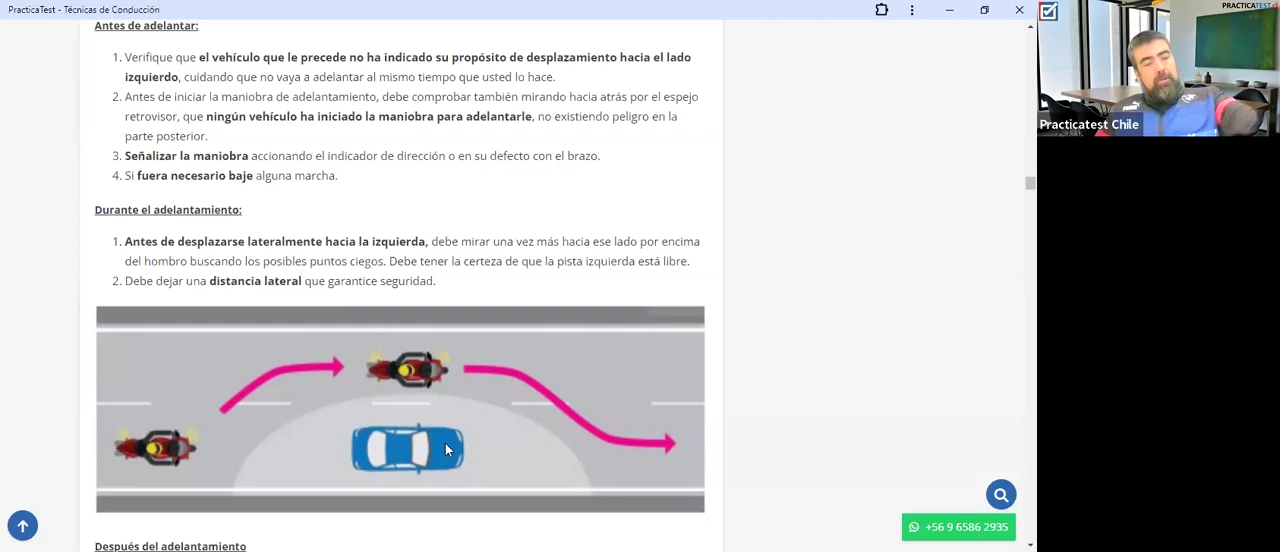 PracticaTest - Técnicas de Conducción
PRACTICATEST
Antes de adelantar:
1. Verifique que el vehículo que le precede no ha indicado su propósito de desplazamiento hacia el lado
izquierdo, cuidando que no vaya a adelantar al mismo tiempo que usted lo hace.
2. Antes de iniciar la maniobra de adelantamiento, debe comprobar también mirando hacia atrás por el espejo
retrovisor, que ningún vehículo ha iniciado la maniobra para adelantarle, no existiendo peligro en la
parte posterior.
3. Señalizar la maniobra accionando el indicador de dirección o en su defecto con el brazo.
4. Si fuera necesario baje alguna marcha.
Durante el adelantamiento:
1. Antes de desplazarse lateralmente hacia la izquierda, debe mirar una vez más hacia ese lado por encima
del hombro buscando los posibles puntos ciegos. Debe tener la certeza de que la pista izquierda está libre.
2. Debe dejar una distancia lateral que garantice seguridad.
Después del adelantamiento
+56 9 6586 2935
Practicatest Chile